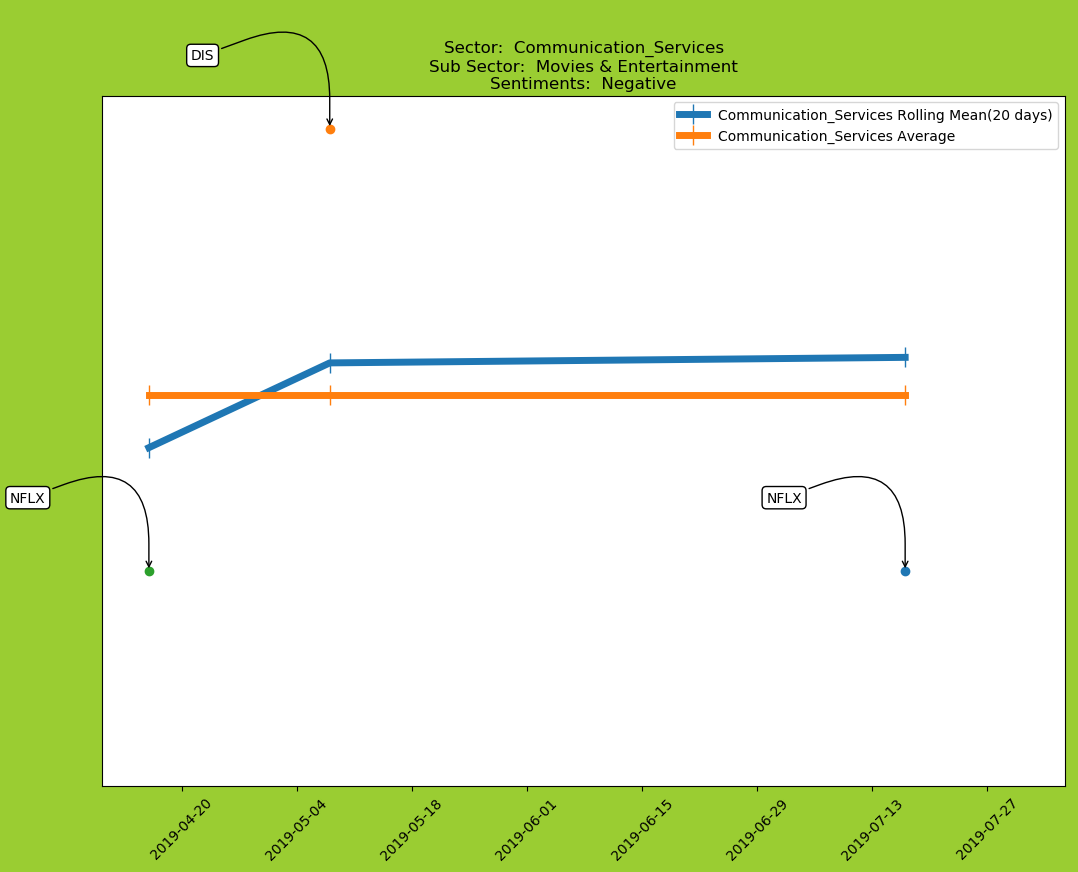 DIS
Sector:  Communication_Services
Sub Sector:  Movies & Entertainment
Sentiments:  Negative
Communication_Services Rolling Mean(20 days)
Communication_Services Average
NFLX
NFLX
2019-04-20
2019-05-04
2019-05-18
2019-06-01
2019-06-15
2019-06-29
2019-07-13
2019-07-27